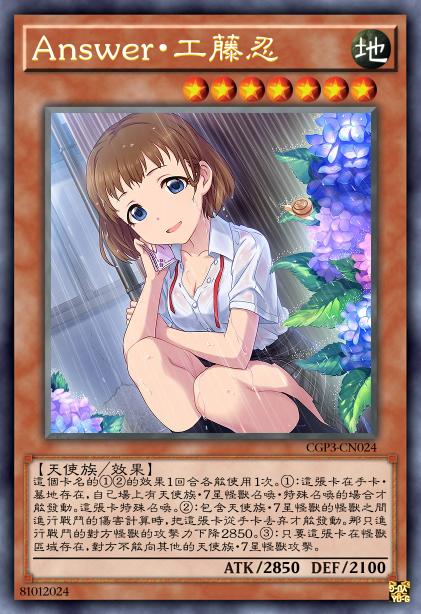 Answer・工藤忍
地
CGP3-CN024
【天使族/效果】
這個卡名的①②的效果1回合各能使用1次。①:這張卡在手卡・
墓地存在,自己場上有天使族・7星怪獸召喚・特殊召喚的場合才
能發動。這張卡特殊召喚。②:包含天使族・7星怪獸的怪獸之間
進行戰鬥的傷害計算時,把這張卡從手卡丟弃才能發動。那只進
行戰鬥的對方怪獸的攻擊力下降2850。③:只要這張卡在怪獸
區域存在,對方不能向其他的天使族・7星怪獸攻擊。
ATK/2850 DEF/2100
81012024